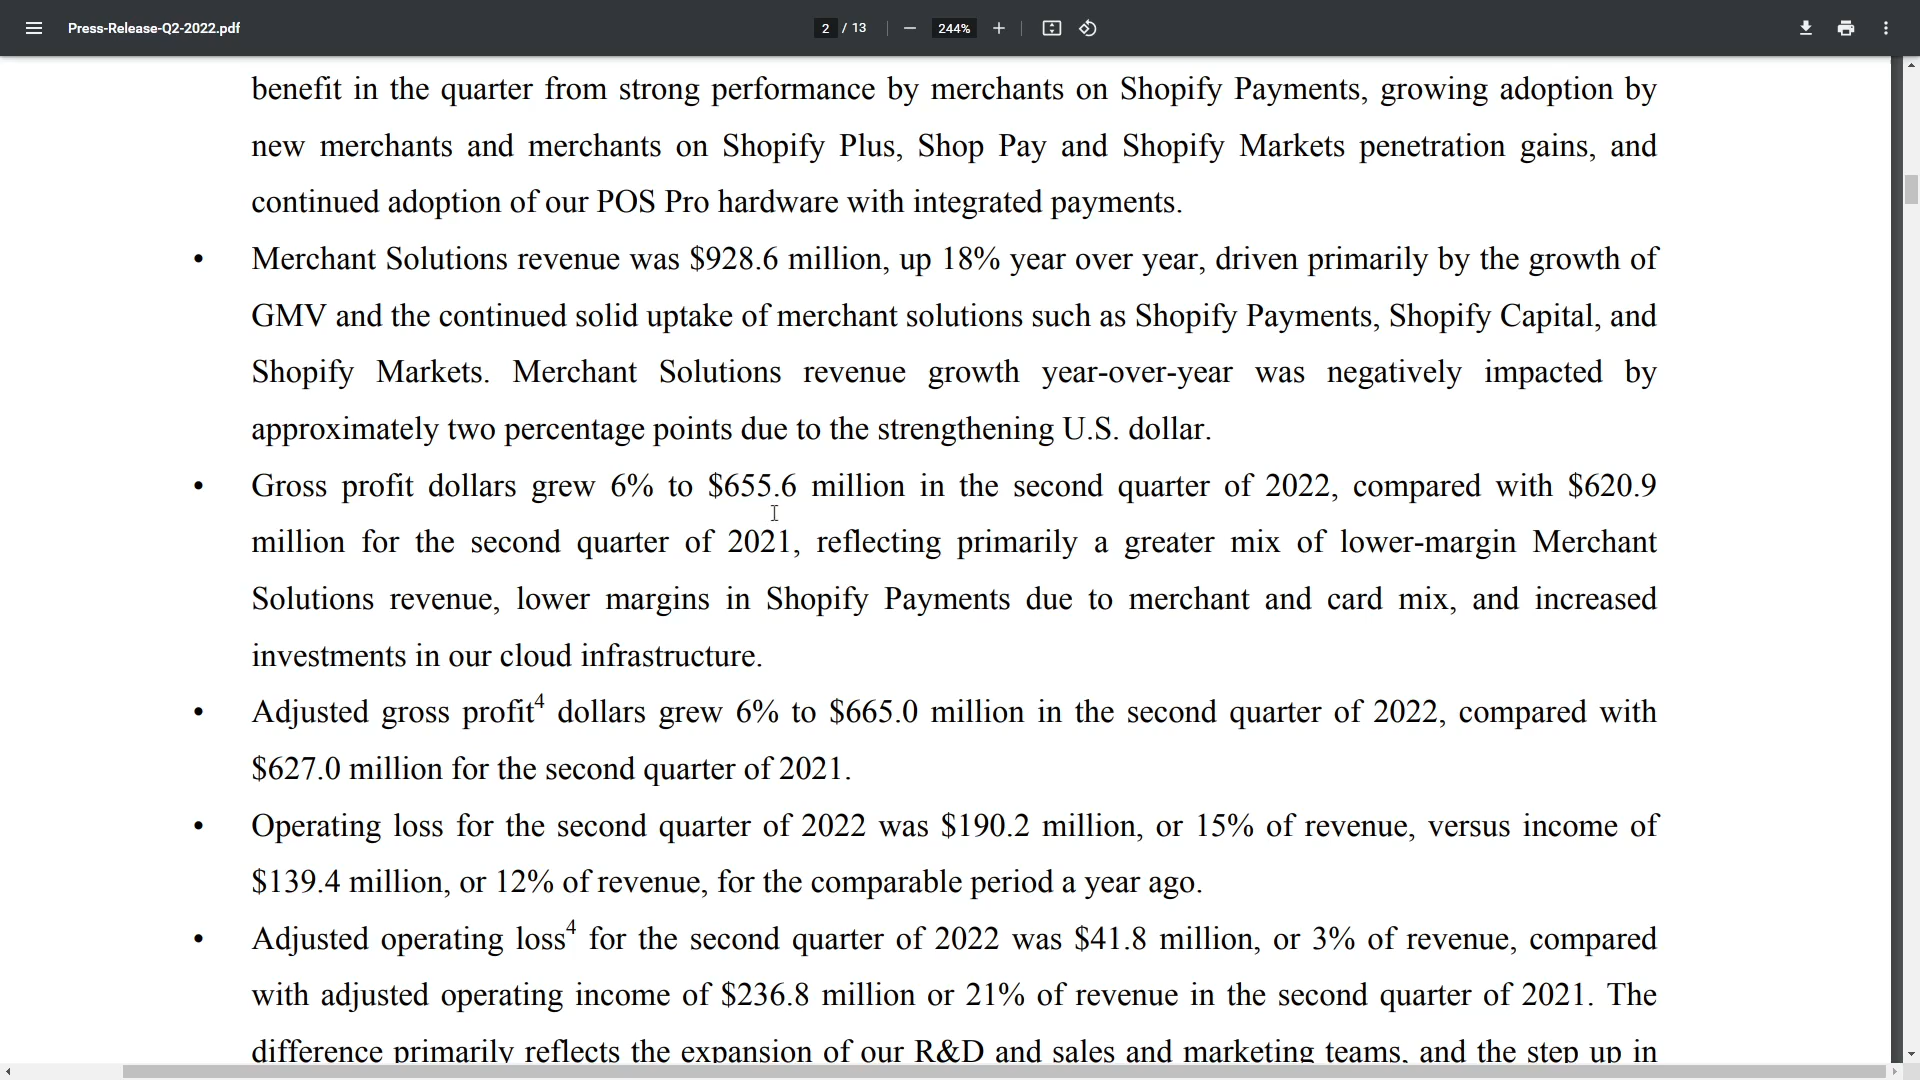 Press-Release-Q2-2022.pdf
2 / 13
244%
benefit in the quarter from strong performance by merchants on Shopify Payments, growing adoption by
new merchants and merchants on Shopify Plus, Shop Pay and Shopify Markets penetration gains, and
continued adoption of our POS Pro hardware with integrated payments.
• Merchant Solutions revenue was $928.6 million, up 18% year over year, driven primarily by the growth of
GMV and the continued solid uptake of merchant solutions such as Shopify Payments, Shopify Capital, and
Shopify Markets. Merchant Solutions revenue growth year-over-year was negatively impacted by
approximately two percentage points due to the strengthening U.S. dollar.
• Gross profit dollars grew 6% to $655.6 million in the second quarter of 2022, compared with $620.9
million for the second quarter of 2021, reflecting primarily a greater mix of lower-margin Merchant
Solutions revenue, lower margins in Shopify Payments due to merchant and card mix, and increased
investments in our cloud infrastructure.
• Adjusted gross profit4 dollars grew 6% to $665.0 million in the second quarter of 2022, compared with
$627.0 million for the second quarter of 2021.
• Operating loss for the second quarter of 2022 was $190.2 million, or 15% of revenue, versus income of
$139.4 million, or 12% of revenue, for the comparable period a year ago.
• Adjusted operating loss4 for the second quarter of 2022 was $41.8 million, or 3% of revenue, compared
with adjusted operating income of $236.8 million or 21% of revenue in the second quarter of 2021. The
difference primarily reflects the expansion of our R&D and sales and marketing teams, and the step up in